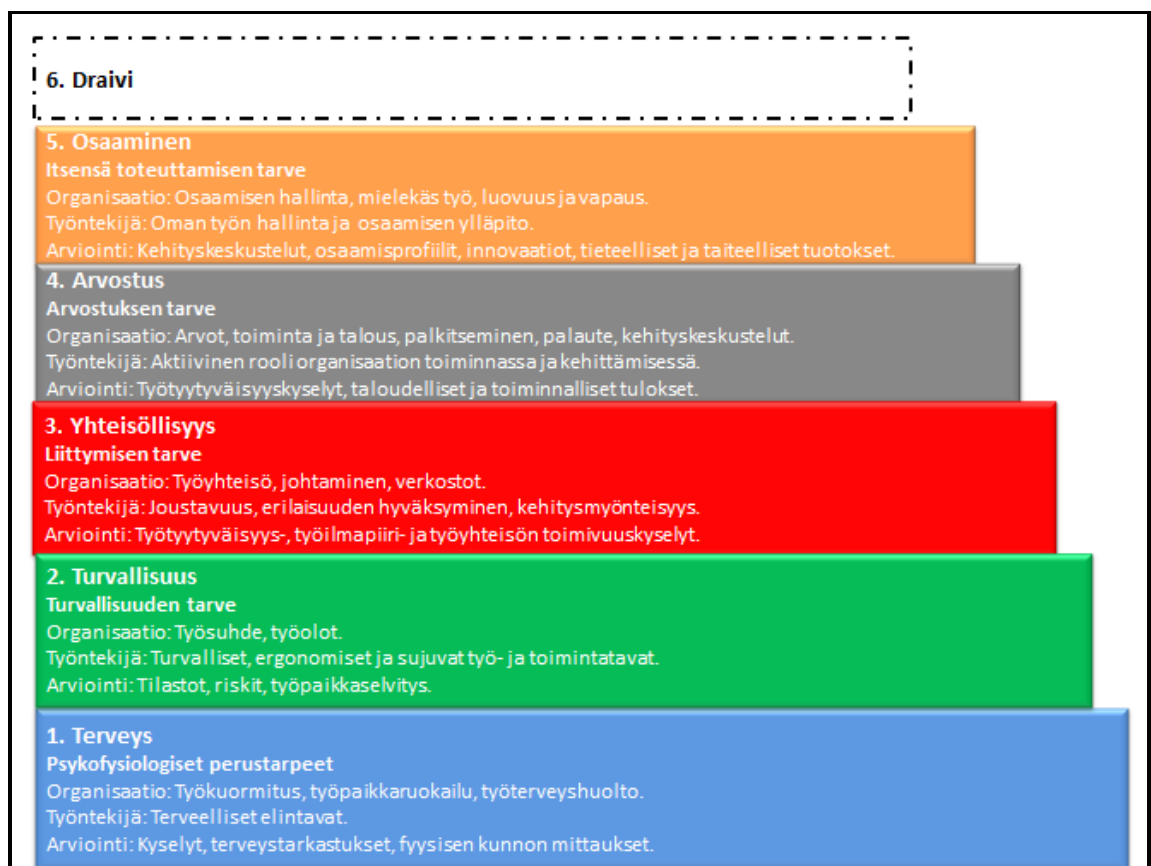 6. Draivi
5. Osaaminen
Itsensä toteuttamisen tarve
Organisaatio: Osaamisen hallinta, mielekäs työ, luovuus ja vapaus.
Työntekijä: Oman työn hallinta ja osaamisen ylläpito.
Arviointi: Kehityskeskustelut, osaamisprofiilit, innovaatiot, tieteelliset ja taiteelliset tuotokset.
4. Arvostus
Arvostuksen tarve
Organisaatio: Arvot, toiminta ja talous, palkitseminen, palaute, kehityskeskustelut.
Työntekijä: Aktiivinen rooli organisaation toiminnassa ja kehittämisessä.
Arviointi: Työtyytyväisyyskyselyt, taloudelliset ja toiminnalliset tulokset.
3. Yhteisöllisyys
Liittymisen tarve
Organisaatio: Työyhteisö, johtaminen, verkostot.
Työntekijä: Joustavuus, erilaisuuden hyväksyminen, kehitysmyönteisyys.
Arviointi: Työtyytyväisyys-, työilmapiiri- ja työyhteisön toimivuuskyselyt.
2. Turvallisuus
Turvallisuuden tarve
Organisaatio: Työsuhde, työolot.
Työntekijä: Turvalliset, ergonomiset ja sujuvat työ- ja toimintatavat.
Arviointi: Tilastot, riskit, työpaikkaselvitys.
1. Terveys
Psykofysiologiset perustarpeet
Organisaatio: Työkuormitus, työpaikkaruokailu, työterveyshuolto.
Työntekijä: Terveelliset elintavat.
Arviointi: Kyselyt, terveystarkastukset, fyysisen kunnon mittaukset.